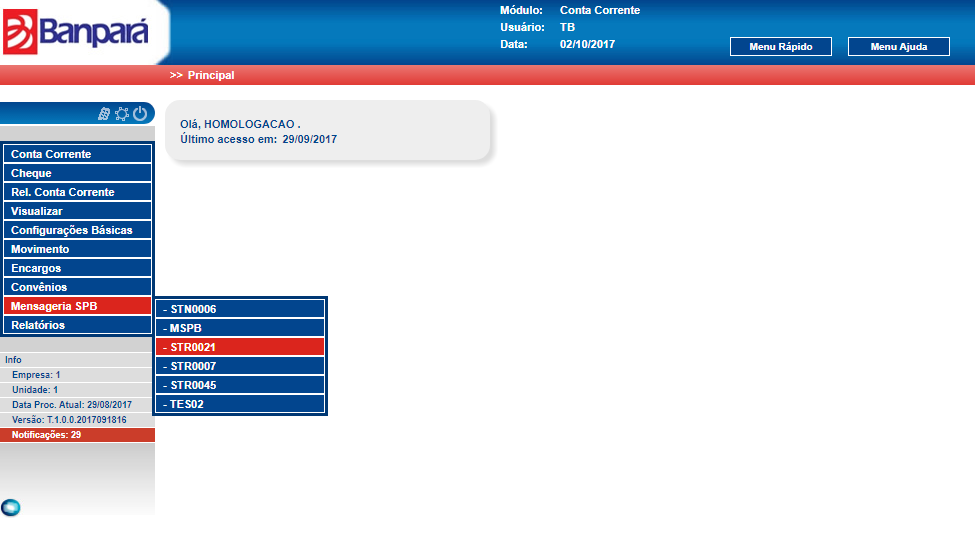 Banpará
Módulo: Conta Corrente
Usuário: TB
Data: 02/10/2017
Menu Rápido Menu Ajuda
>> Principal
Olá, HOMOLOGACAO .
Último acesso em: 29/09/2017
Conta Corrente
Cheque
Rel. Conta Corrente
Visualizar
Configurações Básicas
Movimento
Encargos
Convênios
Mensageria SPB
Relatórios
- STN0006
- MSPB
- STR0021
- STR0007
- STR0045
- TES02
Info
Empresa: 1
Unidade: 1
Data Proc. Atual: 29/08/2017
Versão: T.1.0.0.2017091816
Notificações: 29